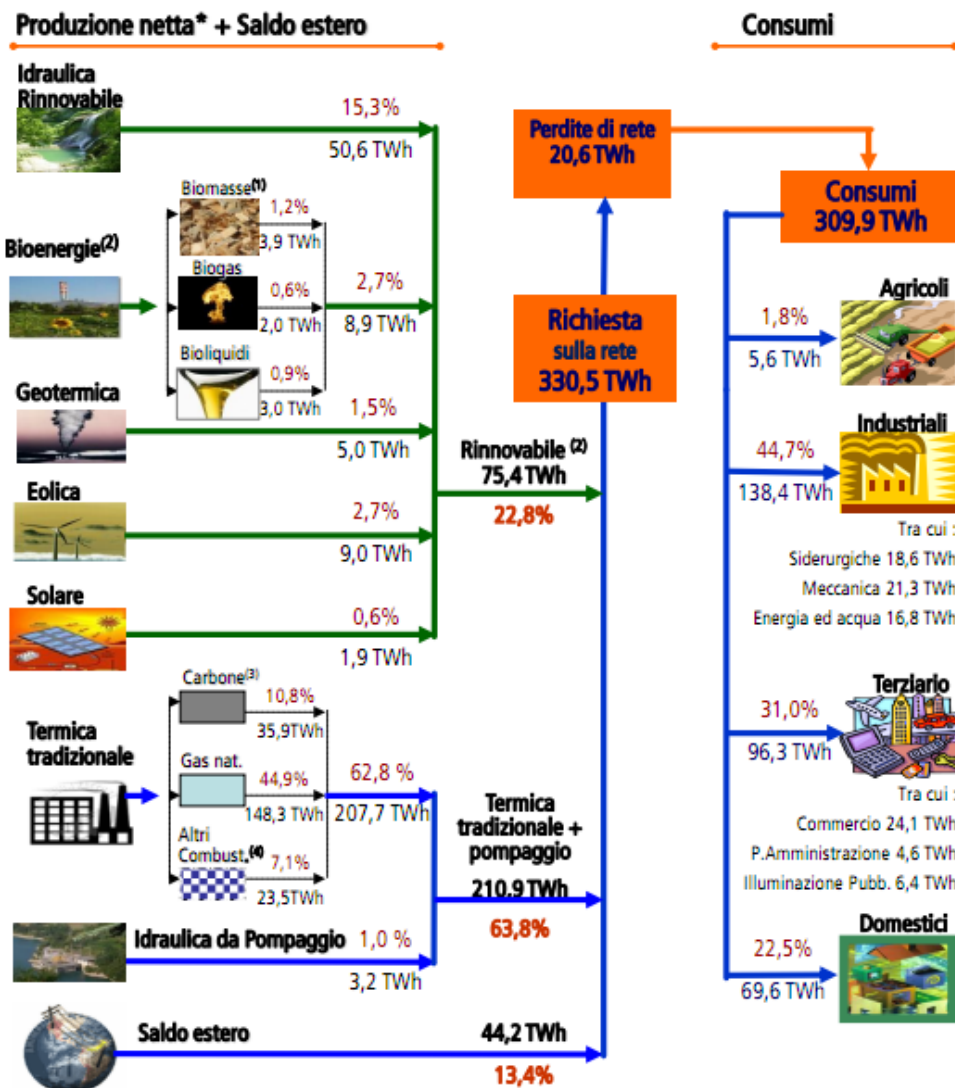 Produzione netta* + Saldo estero
Consumi
Idraulica
Rinnovabile
15,3%
50,6 TWh
Biomasse(1)
1,2%
3,9 TWh
Bioenergie(2)
Biogas
0,6%
2,0 TWh
2,7%
8,9 TWh
Bioliquidi
0,9%
3,0 TWh
Geotermica
1,5%
5,0 TWh
Eolica
2,7%
9,0 TWh
Solare
0,6%
1,9 TWh
Rinnovabile (2)
75,4 TWh
22,8%
Termica
tradizionale
Carbone(3)
10,8%
35,9TWh
Gas nat.
44,9%
148,3 TWh
62,8 %
207,7 TWh
Altri
Combust.(4)
7,1%
23,5TWh
Termica
tradizionale +
pompaggio
210,9 TWh
63,8%
Idraulica da Pompaggio
1,0 %
3,2 TWh
Saldo estero
44,2 TWh
13,4%
Perdite di rete
20,6 TWh
Richiesta
sulla rete
330,5 TWh
Consumi
309,9 TWh
Agricoli
1,8%
5,6 TWh
Industriali
44,7%
138,4 TWh
Tra cui :
Siderurgiche 18,6 TWh
Meccanica 21,3 TWh
Energia ed acqua 16,8 TWh
Terziario
31,0%
96,3 TWh
Tra cui :
Commercio 24,1 TWh
P.Amministrazione 4,6 TWh
Illuminazione Pubb. 6,4 TWh
Domestici
22,5%
69,6 TWh